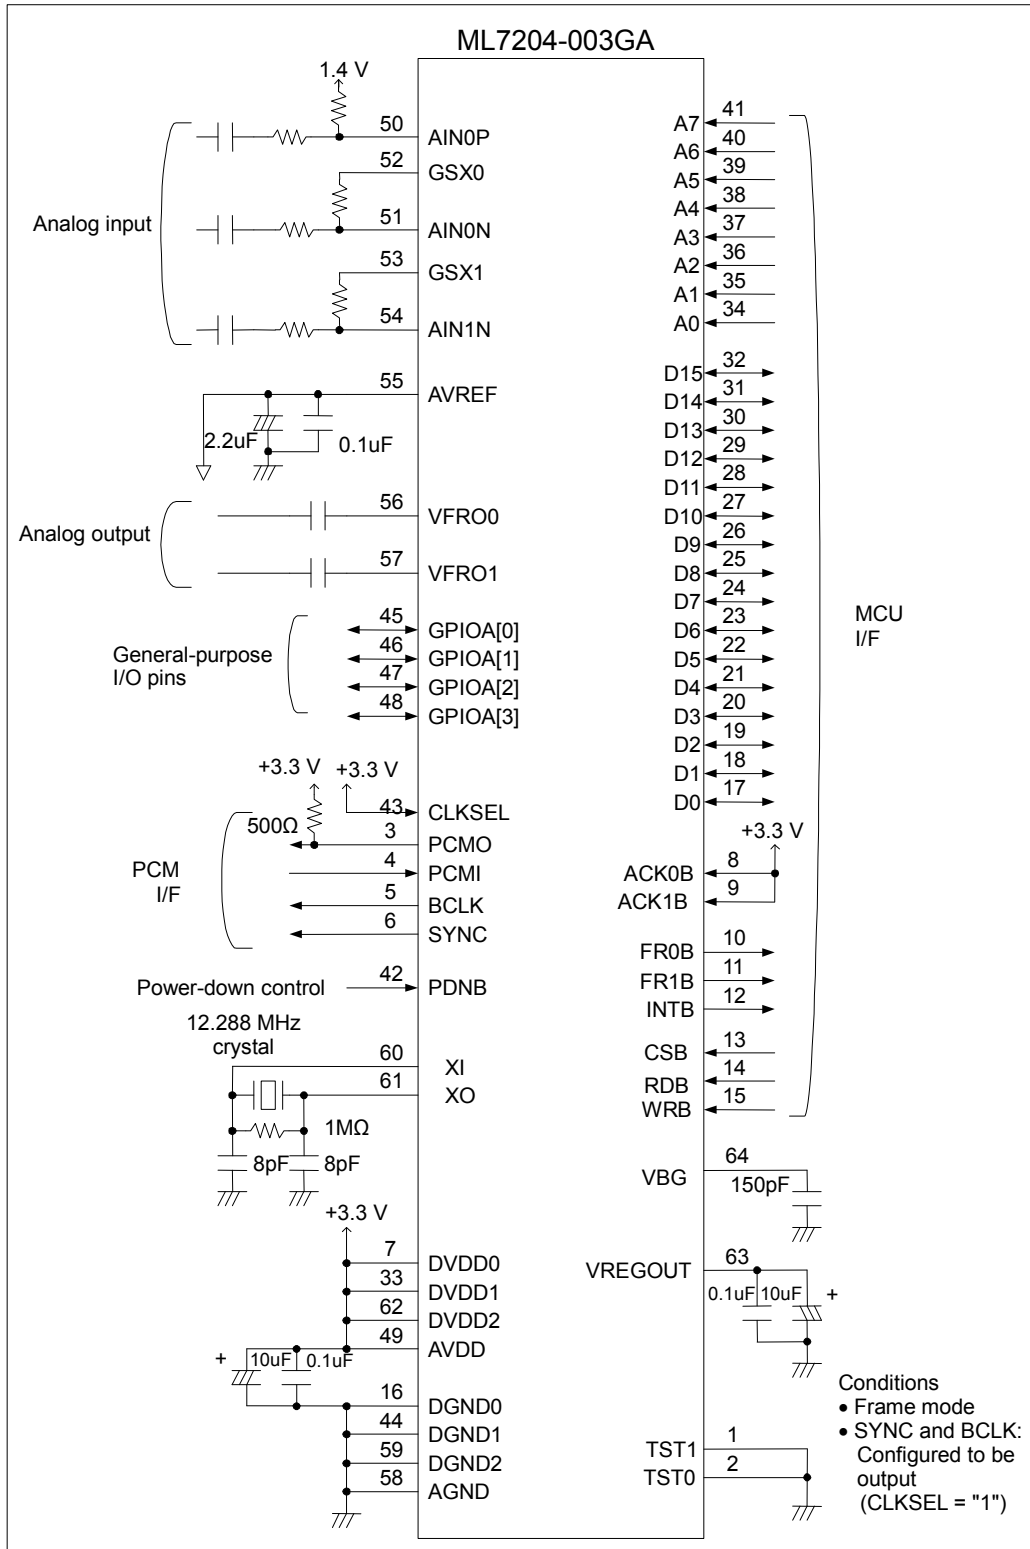 ML7204-003GA
1.4 V
50 AIN0P
52 GSX0
51 AIN0N
53 GSX1
54 AIN1N
Analog input
55 AVREF
2.2uF 0.1uF
56 VFRO0
57 VFRO1
Analog output
45 GPIOA[0]
46 GPIOA[1]
47 GPIOA[2]
48 GPIOA[3]
General-purpose
I/O pins
+3.3 V +3.3 V
43 CLKSEL
500Ω
3 PCMO
4 PCMI
5 BCLK
6 SYNC
PCM
I/F
42 PDNB
Power-down control
12.288 MHz
crystal
60 XI
61 XO
1MΩ
8pF 8pF
+3.3 V
7 DVDD0
33 DVDD1
62 DVDD2
49 AVDD
+ 10uF 0.1uF
16 DGND0
44 DGND1
59 DGND2
58 AGND
A7 41
A6 40
A5 39
A4 38
A3 37
A2 36
A1 35
A0 34
D15 32
D14 31
D13 30
D12 29
D11 28
D10 27
D9 26
D8 25
D7 24
D6 23
D5 22
D4 21
D3 20
D2 19
D1 18
D0 17
MCU
I/F
+3.3 V
ACK0B 8
ACK1B 9
FR0B 10
FR1B 11
INTB 12
CSB 13
RDB 14
WRB 15
VBG 64
150pF
VREGOUT 63
0.1uF 10uF +
TST1 1
TST0 2
Conditions
• Frame mode
• SYNC and BCLK:
Configured to be
output
(CLKSEL = "1")